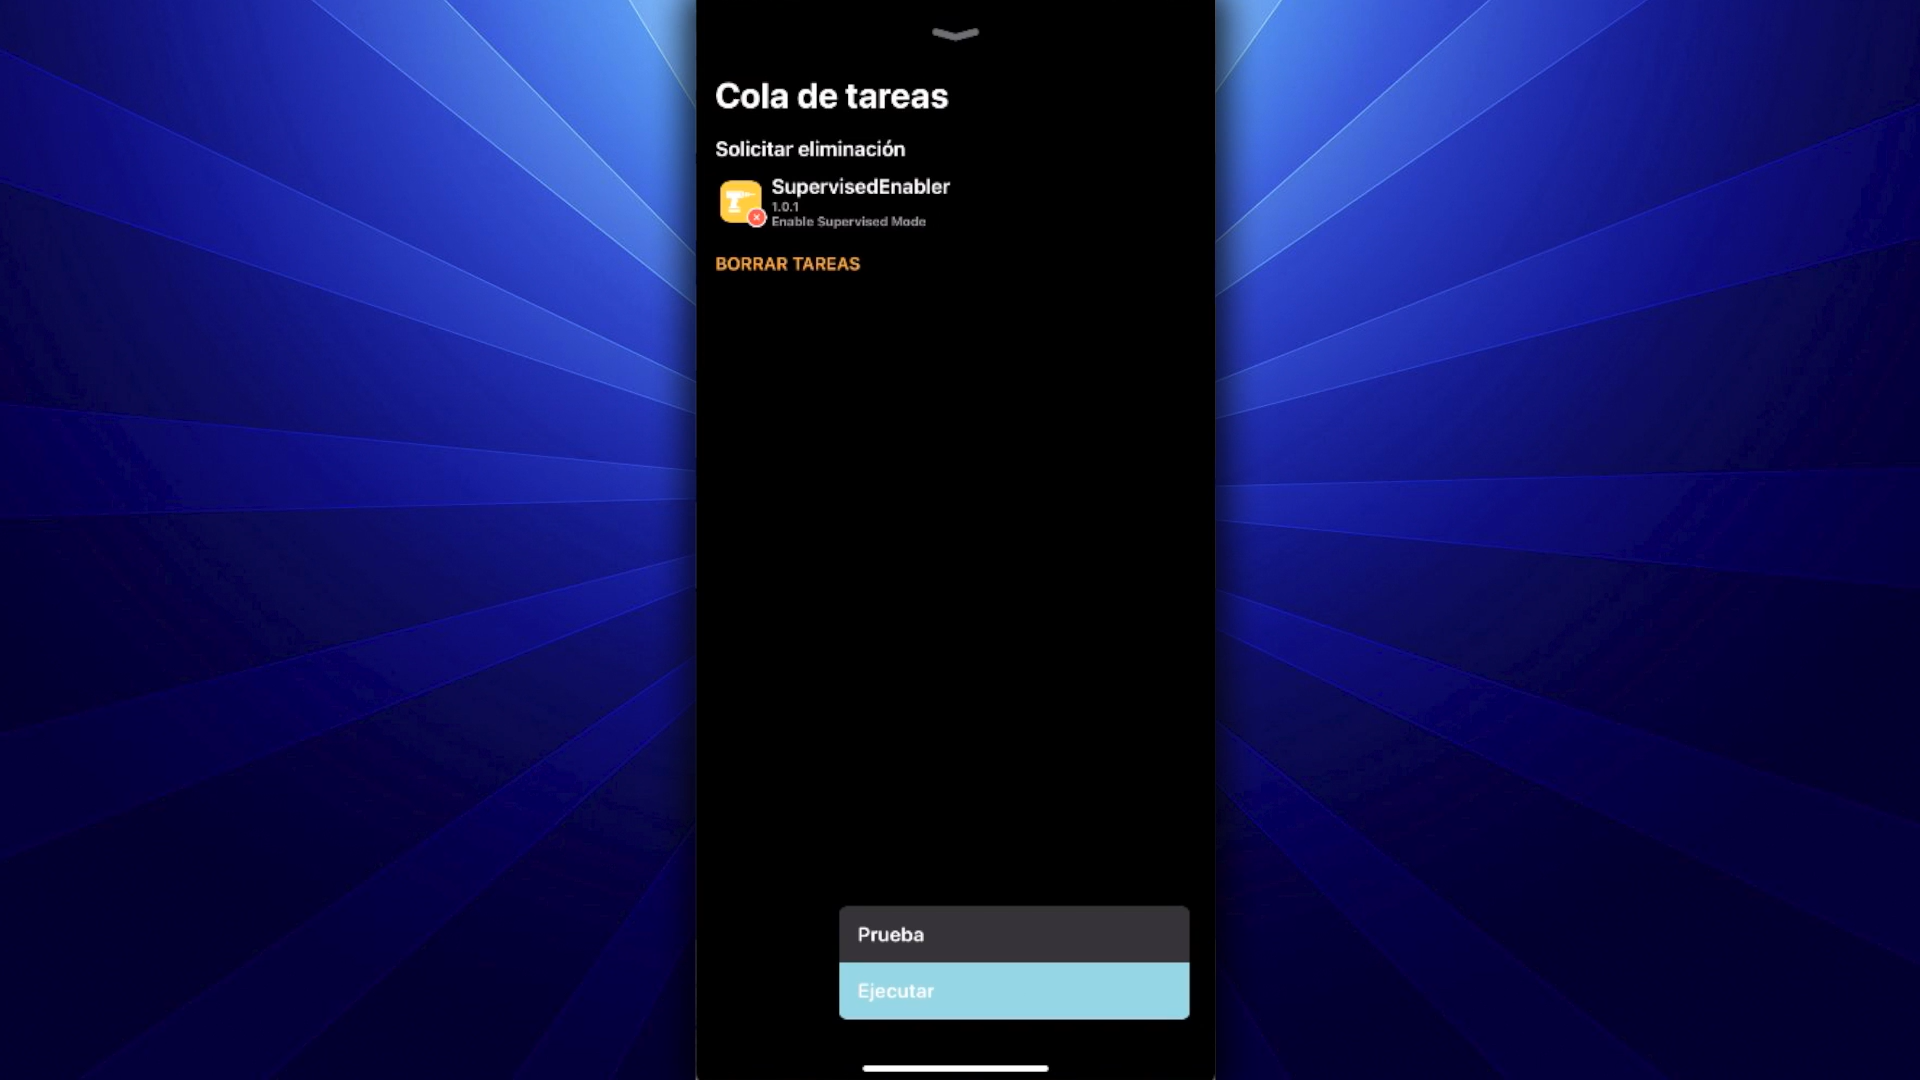 Cola de tareas
Solicitar eliminación
SupervisedEnabler
1.0.1
Enable Supervised Mode
BORRAR TAREAS
Prueba
Ejecutar